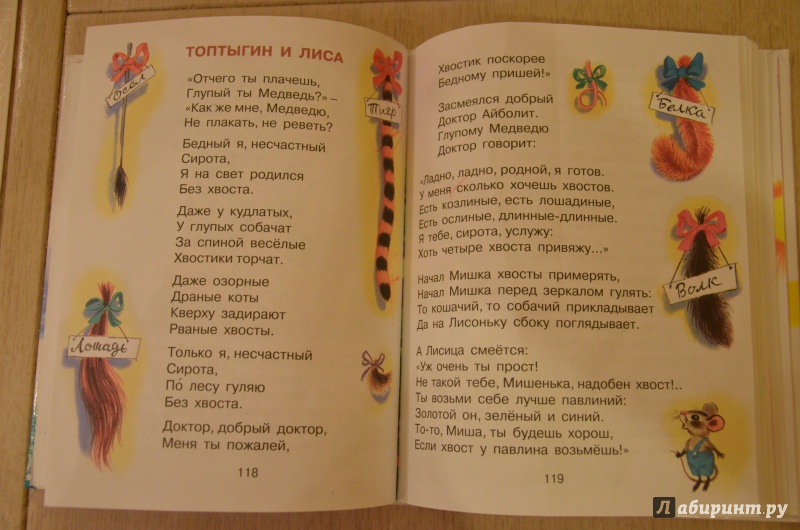 ТОПТЫГИН И ЛИСА
Осёл
Тигр
Лошадь
«Отчего ты плачешь,
Глупый ты Медведь?» –
«Как же мне, Медведю,
Не плакать, не реветь?
Бедный я, несчастный
Сирота,
Я на свет родился
Без хвоста.
Даже у кудлатых,
У глупых собачат
За спиной весёлые
Хвостики торчат.
Даже озорные
Драные коты
Кверху задирают
Рваные хвосты.
Только я, несчастный
Сирота,
По́ лесу гуляю
Без хвоста.
Доктор, добрый доктор,
Меня ты пожалей,
118
Хвостик поскорее
Бедному пришей!»
Засмеялся добрый
Доктор Айболит.
Глупому Медведю
Доктор говорит:
«Ладно, ладно, родной, я готов.
У меня сколько хочешь хвостов.
Есть козлиные, есть лошадиные,
Есть ослиные, длинные-длинные.
Я тебе, сирота, услужу:
Хоть четыре хвоста привяжу...»
Начал Мишка хвосты примерять,
Начал Мишка перед зеркалом гулять:
То кошачий, то собачий прикладывает
Да на Лисоньку сбоку поглядывает.
А Лисица смеётся:
«Уж очень ты прост!
Не такой тебе, Мишенька, надобен хвост!..
Ты возьми себе лучше павлиний:
Золотой он, зелёный и синий.
То-то, Миша, ты будешь хорош,
Если хвост у павлина возьмёшь!»
Белка
Волк
119
Лабиринт.ру